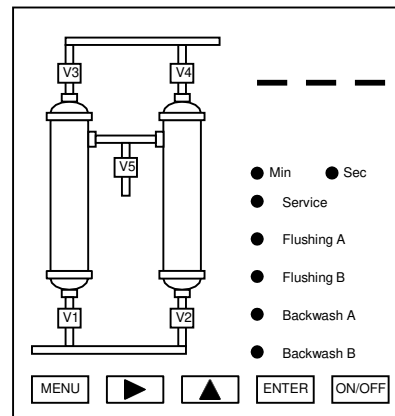 V3
V4
V5
Min
Sec
Service
Flushing A
Flushing B
V1
V2
Backwash A
Backwash B
MENU
ENTER
ON/OFF